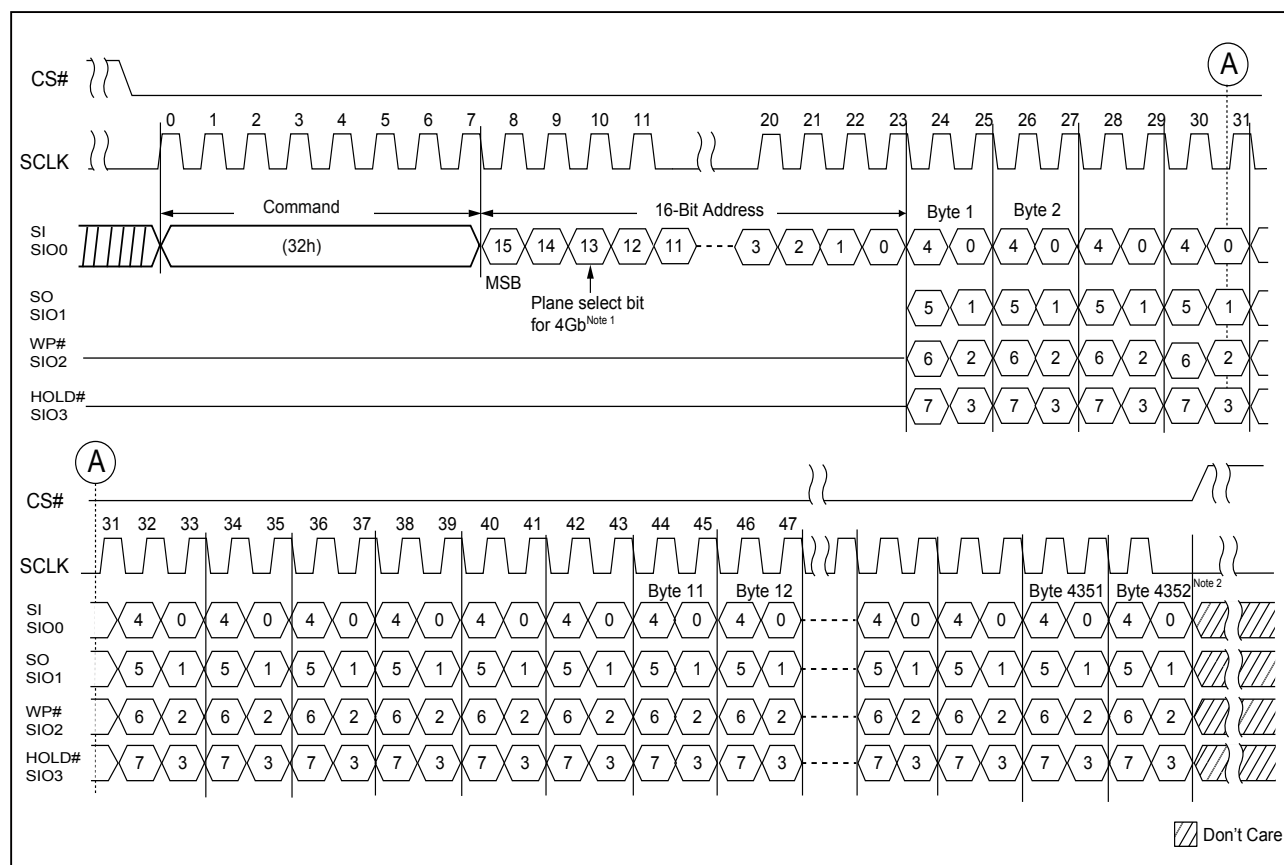 CS#
A
0 1 2 3 4 5 6 7 8 9 10 11 20 21 22 23 24 25 26 27 28 29 30 31
SCLK
Command 16-Bit Address Byte 1 Byte 2
SI
SIO0
(32h) 15 14 13 12 11 3 2 1 0 4 0 4 0 4 0 4 0
MSB
Plane select bit
for 4Gb Note 1
SO
SIO1
5 1 5 1 5 1 5 1
WP#
SIO2
6 2 6 2 6 2 6 2
HOLD#
SIO3
7 3 7 3 7 3 7 3
A
CS#
31 32 33 34 35 36 37 38 39 40 41 42 43 44 45 46 47
SCLK
Byte 11 Byte 12 Byte 4351 Byte 4352 Note 2
SI
SIO0
4 0 4 0 4 0 4 0 4 0 4 0 4 0 4 0 4 0 4 0 4 0 4 0
SO
SIO1
5 1 5 1 5 1 5 1 5 1 5 1 5 1 5 1 5 1 5 1 5 1 5 1
WP#
SIO2
6 2 6 2 6 2 6 2 6 2 6 2 6 2 6 2 6 2 6 2 6 2 6 2
HOLD#
SIO3
7 3 7 3 7 3 7 3 7 3 7 3 7 3 7 3 7 3 7 3 7 3 7 3
Don't Care